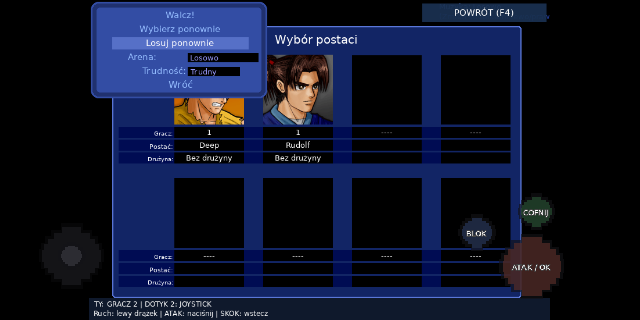 Walcz!
Wybierz ponownie
Losuj ponownie
Arena: Losowo
Trudność: Trudny
Wróć
POWRÓT (F4)
Wybór postaci
Gracz: 1 1 ---- ----
Postać: Deep Rudolf
Drużyna: Bez drużyny Bez drużyny
Gracz: ---- ---- ---- ----
Postać:
Drużyna:
COFNIJ
BLOK
ATAK / OK
TY: GRACZ 2 | DOTYK 2: JOYSTICK
Ruch: lewy drążek | ATAK: naciśnij | SKOK: wstecz